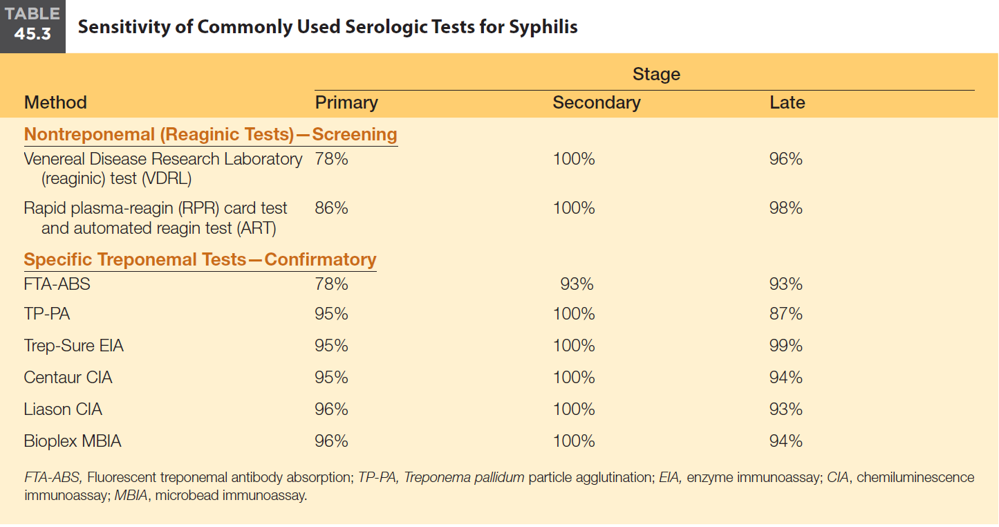 TABLE
45.3
Sensitivity of Commonly Used Serologic Tests for Syphilis
Stage
Method Primary Secondary Late
Nontreponemal (Reaginic Tests)—Screening
Venereal Disease Research Laboratory 78% 100% 96%
(reaginic) test (VDRL)
Rapid plasma-reagin (RPR) card test 86% 100% 98%
and automated reagin test (ART)
Specific Treponemal Tests—Confirmatory
FTA-ABS 78% 93% 93%
TP-PA 95% 100% 87%
Trep-Sure EIA 95% 100% 99%
Centaur CIA 95% 100% 94%
Liason CIA 96% 100% 93%
Bioplex MBIA 96% 100% 94%
FTA-ABS, Fluorescent treponemal antibody absorption; TP-PA, Treponema pallidum particle agglutination; EIA, enzyme immunoassay; CIA, chemiluminescence
immunoassay; MBIA, microbead immunoassay.